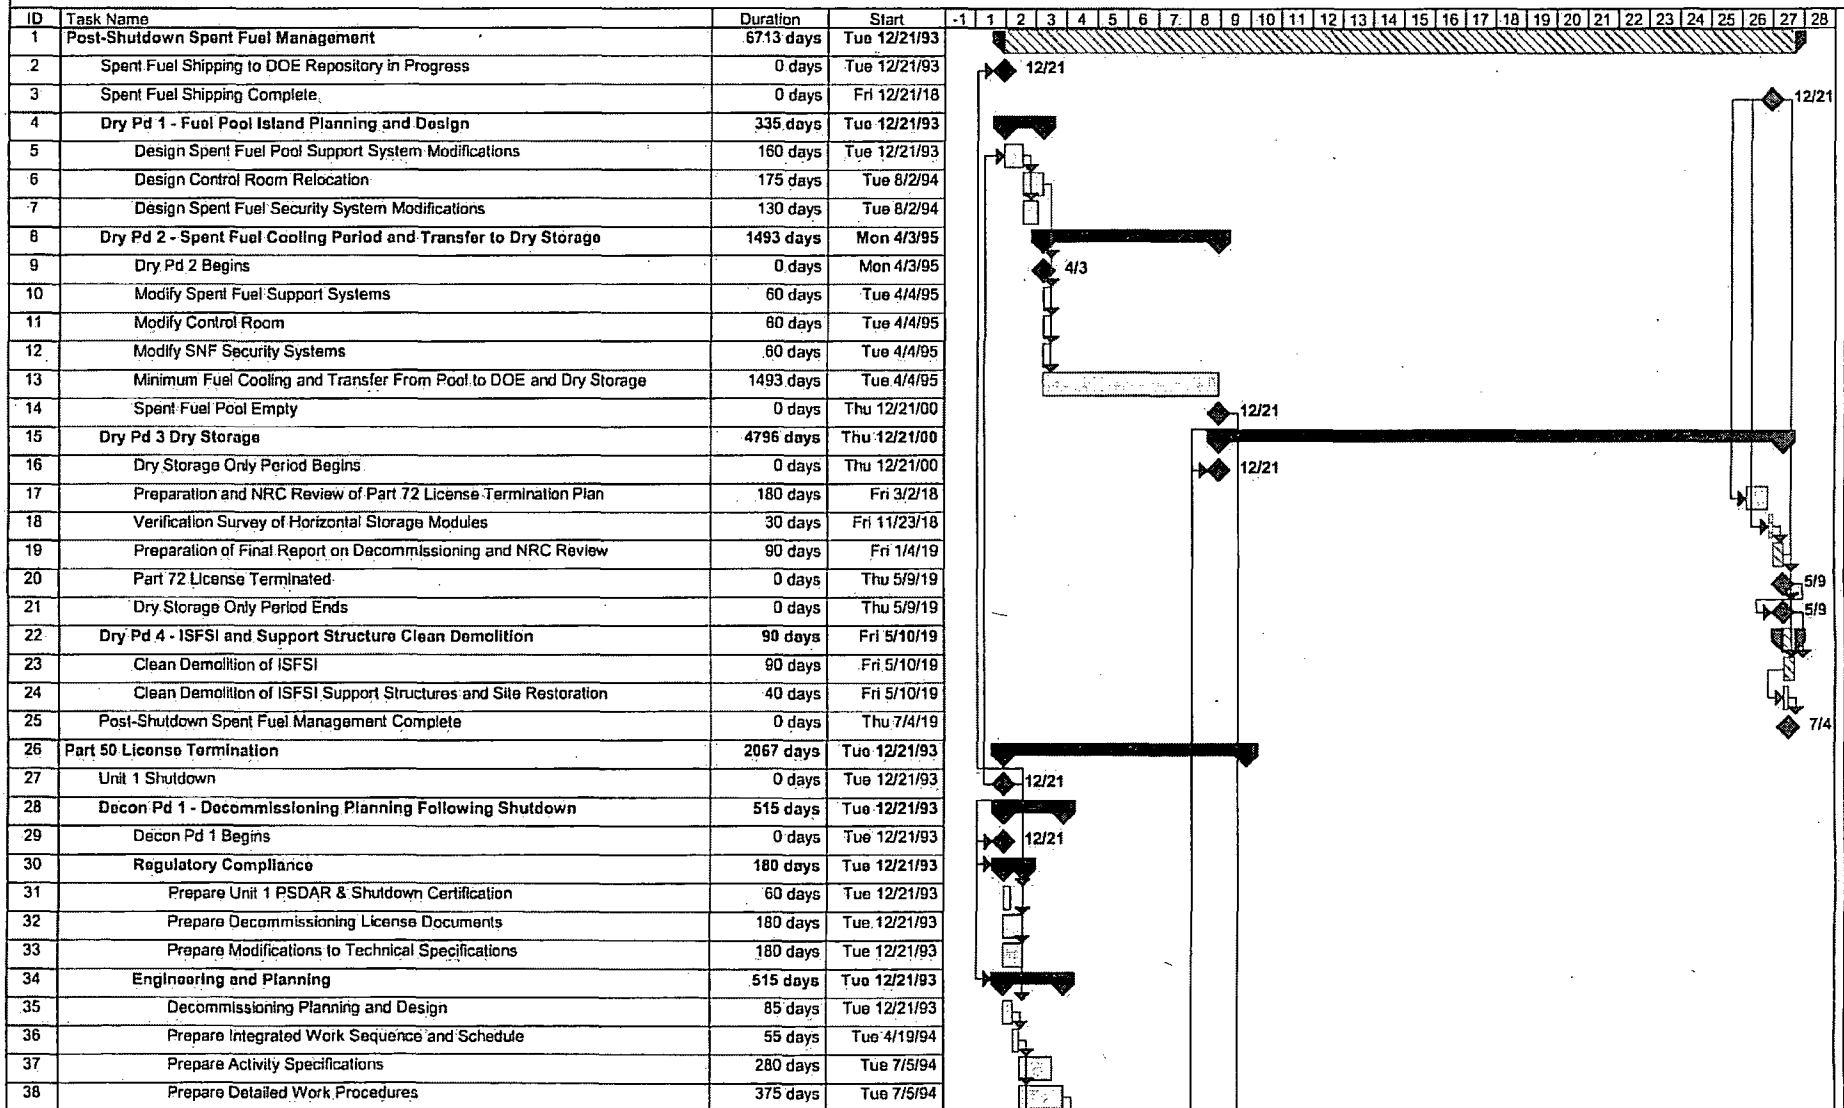 ID Task Name Duration Start -1 1 2 3 4 5 6 7 8 9 10 11 12 13 14 15 16 17 18 19 20 21 22 23 24 25 26 27 28
1 Post-Shutdown Spent Fuel Management 6713 days Tue 12/21/93
2 Spent Fuel Shipping to DOE Repository in Progress 0 days Tue 12/21/93 12/21
3 Spent Fuel Shipping Complete 0 days Fri 12/21/18 12/21
4 Dry Pd 1 - Fuel Pool Island Planning and Design 335 days Tue 12/21/93
5 Design Spent Fuel Pool Support System Modifications 160 days Tue 12/21/93
6 Design Control Room Relocation 175 days Tue 8/2/94
7 Design Spent Fuel Security System Modifications 130 days Tue 8/2/94
8 Dry Pd 2 - Spent Fuel Cooling Period and Transfer to Dry Storage 1493 days Mon 4/3/95
9 Dry Pd 2 Begins 0 days Mon 4/3/95 4/3
10 Modify Spent Fuel Support Systems 60 days Tue 4/4/95
11 Modify Control Room 60 days Tue 4/4/95
12 Modify SNF Security Systems 60 days Tue 4/4/95
13 Minimum Fuel Cooling and Transfer From Pool to DOE and Dry Storage 1493 days Tue 4/4/95
14 Spent Fuel Pool Empty 0 days Thu 12/21/00 12/21
15 Dry Pd 3 Dry Storage 4796 days Thu 12/21/00
16 Dry Storage Only Period Begins 0 days Thu 12/21/00 12/21
17 Preparation and NRC Review of Part 72 License Termination Plan 180 days Fri 3/2/18
18 Verification Survey of Horizontal Storage Modules 30 days Fri 11/23/18
19 Preparation of Final Report on Decommissioning and NRC Review 90 days Fri 1/4/19
20 Part 72 License Terminated 0 days Thu 5/9/19 5/9
21 Dry Storage Only Period Ends 0 days Thu 5/9/19 5/9
22 Dry Pd 4 - ISFSI and Support Structure Clean Demolition 90 days Fri 5/10/19
23 Clean Demolition of ISFSI 90 days Fri 5/10/19
24 Clean Demolition of ISFSI Support Structures and Site Restoration 40 days Fri 5/10/19
25 Post-Shutdown Spent Fuel Management Complete 0 days Thu 7/4/19 7/4
26 Part 50 License Termination 2067 days Tue 12/21/93
27 Unit 1 Shutdown 0 days Tue 12/21/93 12/21
28 Decon Pd 1 - Decommissioning Planning Following Shutdown 515 days Tue 12/21/93
29 Decon Pd 1 Begins 0 days Tue 12/21/93 12/21
30 Regulatory Compliance 180 days Tue 12/21/93
31 Prepare Unit 1 PSDAR & Shutdown Certification 60 days Tue 12/21/93
32 Prepare Decommissioning License Documents 180 days Tue 12/21/93
33 Prepare Modifications to Technical Specifications 180 days Tue 12/21/93
34 Engineering and Planning 515 days Tue 12/21/93
35 Decommissioning Planning and Design 85 days Tue 12/21/93
36 Prepare Integrated Work Sequence and Schedule 55 days Tue 4/19/94
37 Prepare Activity Specifications 280 days Tue 7/5/94
38 Prepare Detailed Work Procedures 375 days Tue 7/5/94